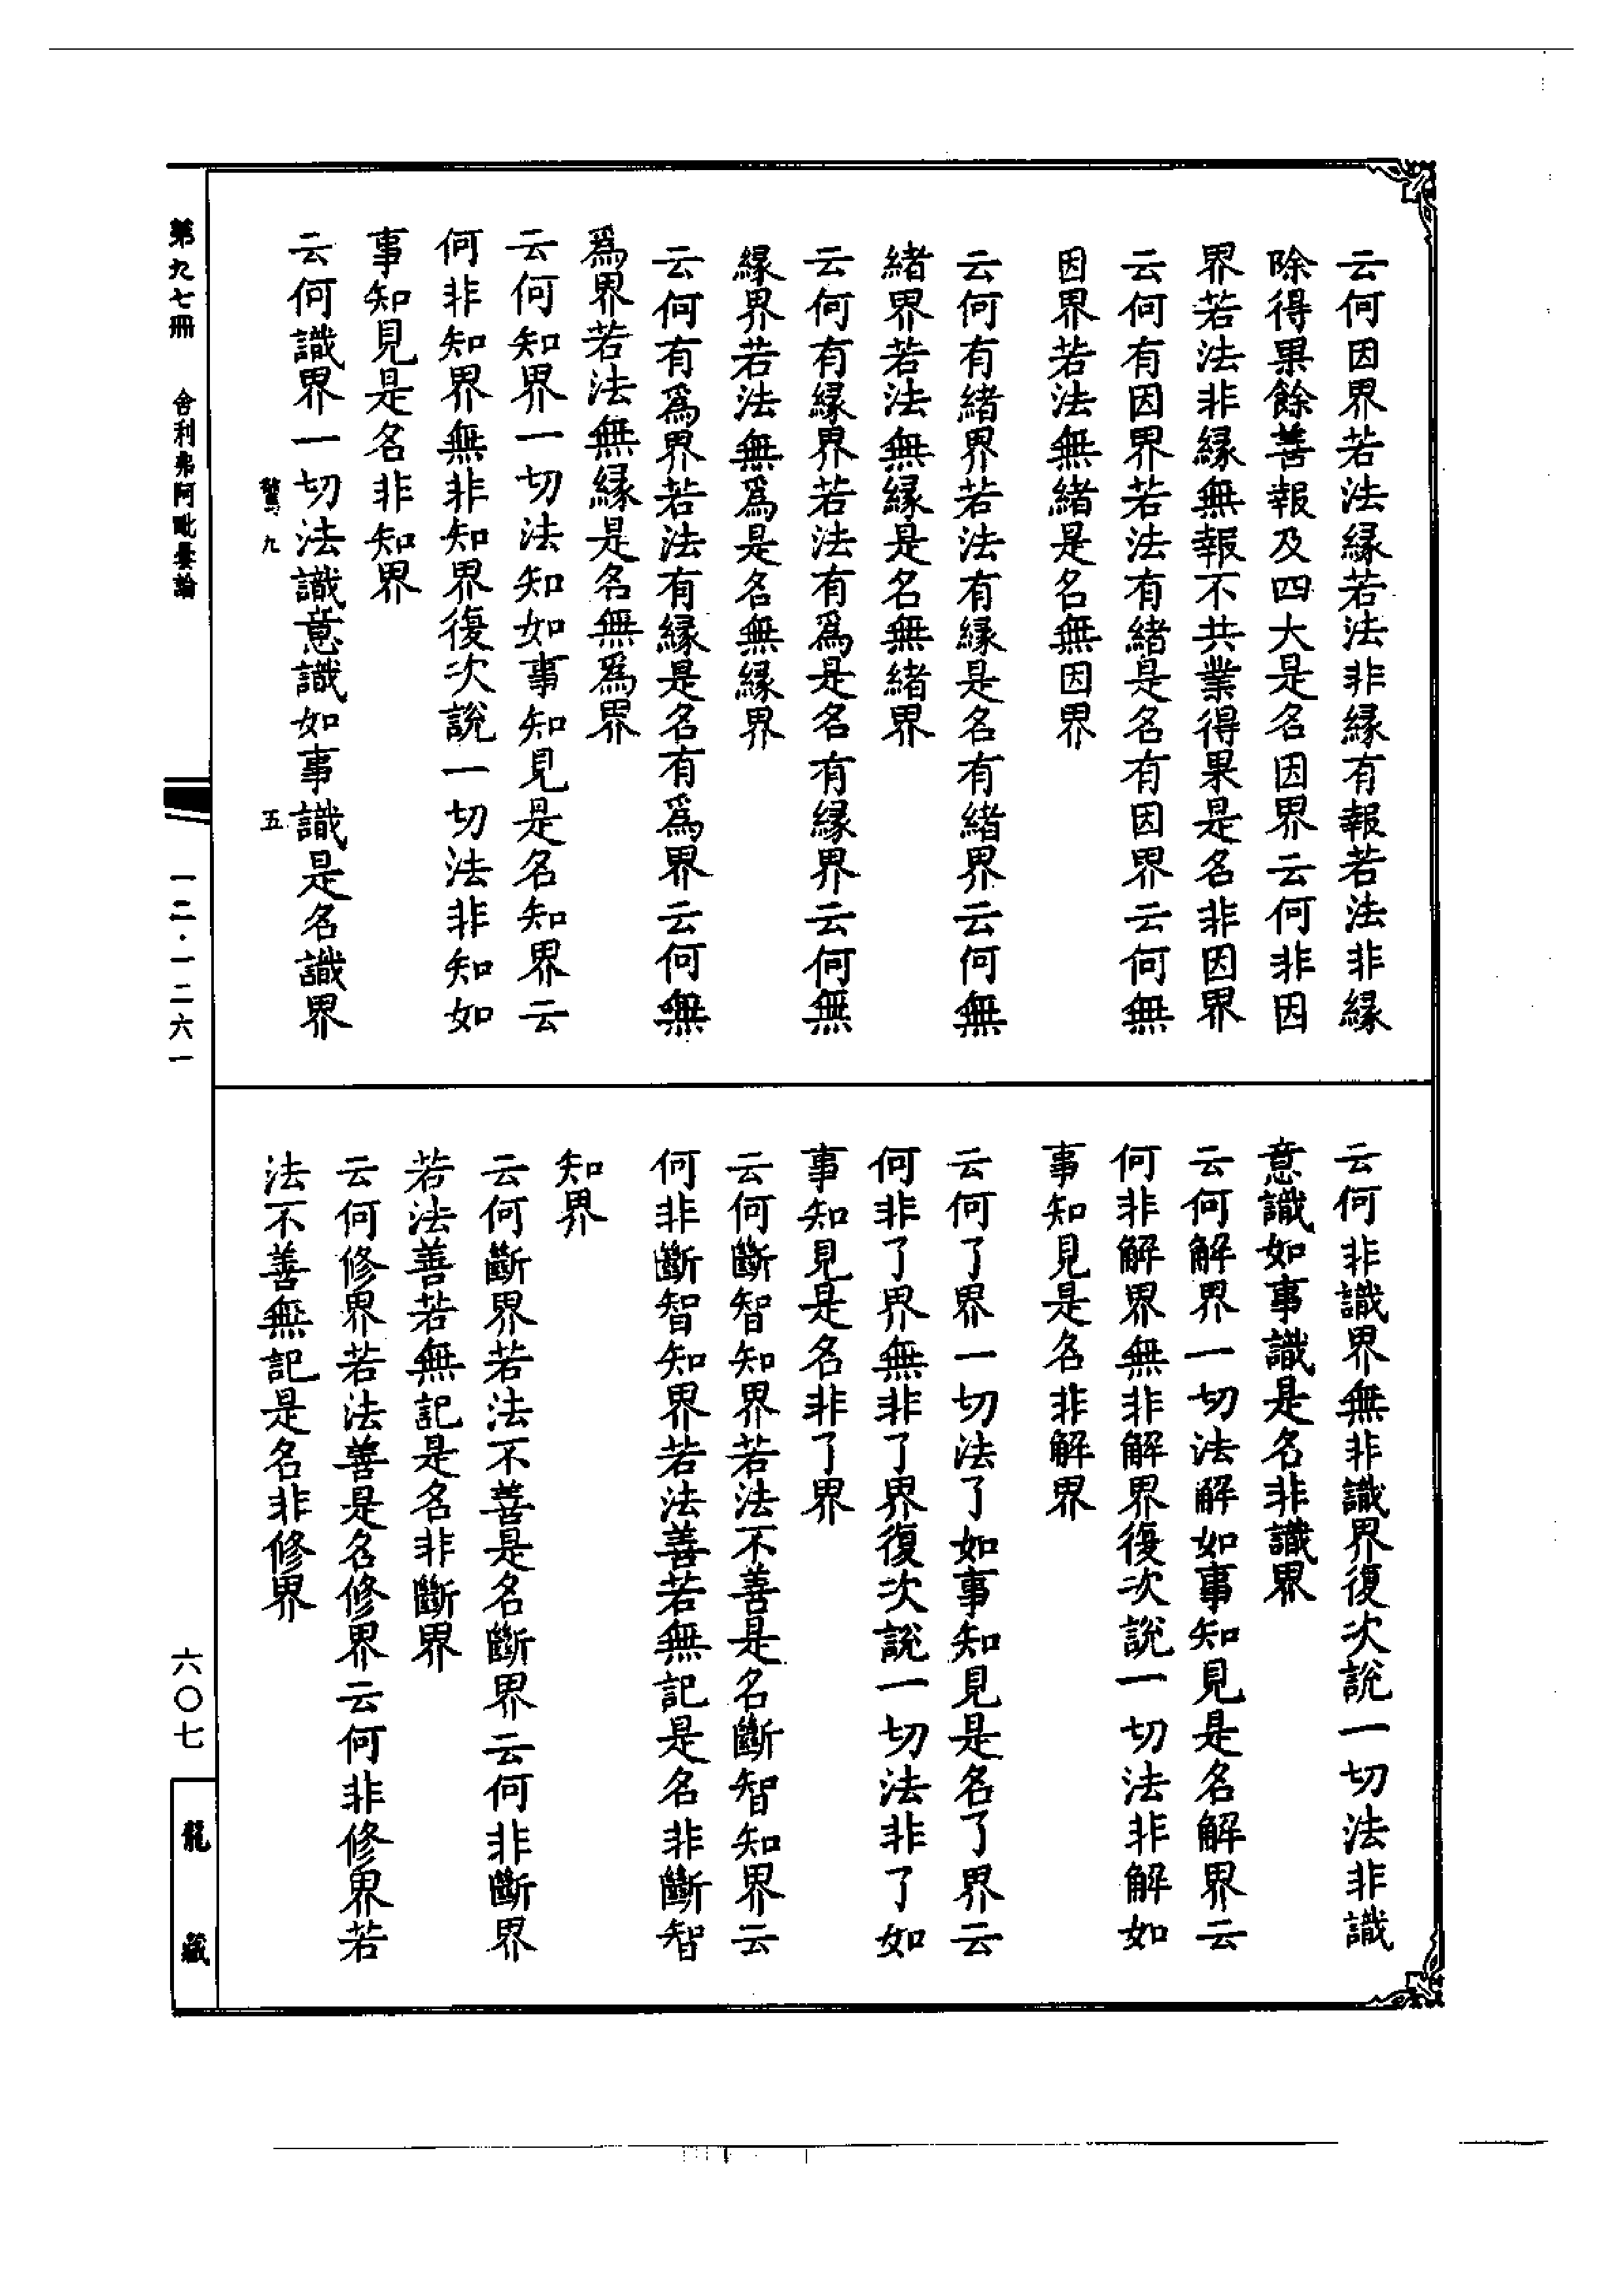 云何因界若法緣若法非緣有報若法非緣
除得果餘善報及四大是名因界云何非因
界若法非緣無報不共業得果是名非因界
云何有因界若法有緒是名有因界云何無
因界若法無緒是名無因界
云何有緒界若法有緣是名有緒界云何無
緒界若法無緣是名無緒界
云何有緣界若法有爲是名有緣界云何無
緣界若法無爲是名無緣界
云何有爲界若法有緣是名有爲界云何無
爲界若法無緣是名無爲界
云何知界一切法知如事知見是名知界云
何非知界無非知界復次說一切法非知如
事知見是名非知界
云何識界一切法識意識如事識是名識界
九
五
云何非識界無非識界復次說一切法非識
意識如事識是名非識界
云何解界一切法解如事知見是名解界云
何非解界無非解界復次說一切法非解如
事知見是名非解界
云何了界一切法了如事知見是名了界云
何非了界無非了界復次說一切法非了如
事知見是名非了界
云何斷智知界若法不善是名斷智知界云
何非斷智知界若法善若無記是名非斷智
知界
云何斷界若法不善是名斷界云何非斷界
若法善若無記是名非斷界
云何修界若法善是名修界云何非修界若
法不善無記是名非修界
第九七冊 舍利弗阿毗曇論 一二·一二六一 六〇七 龍藏